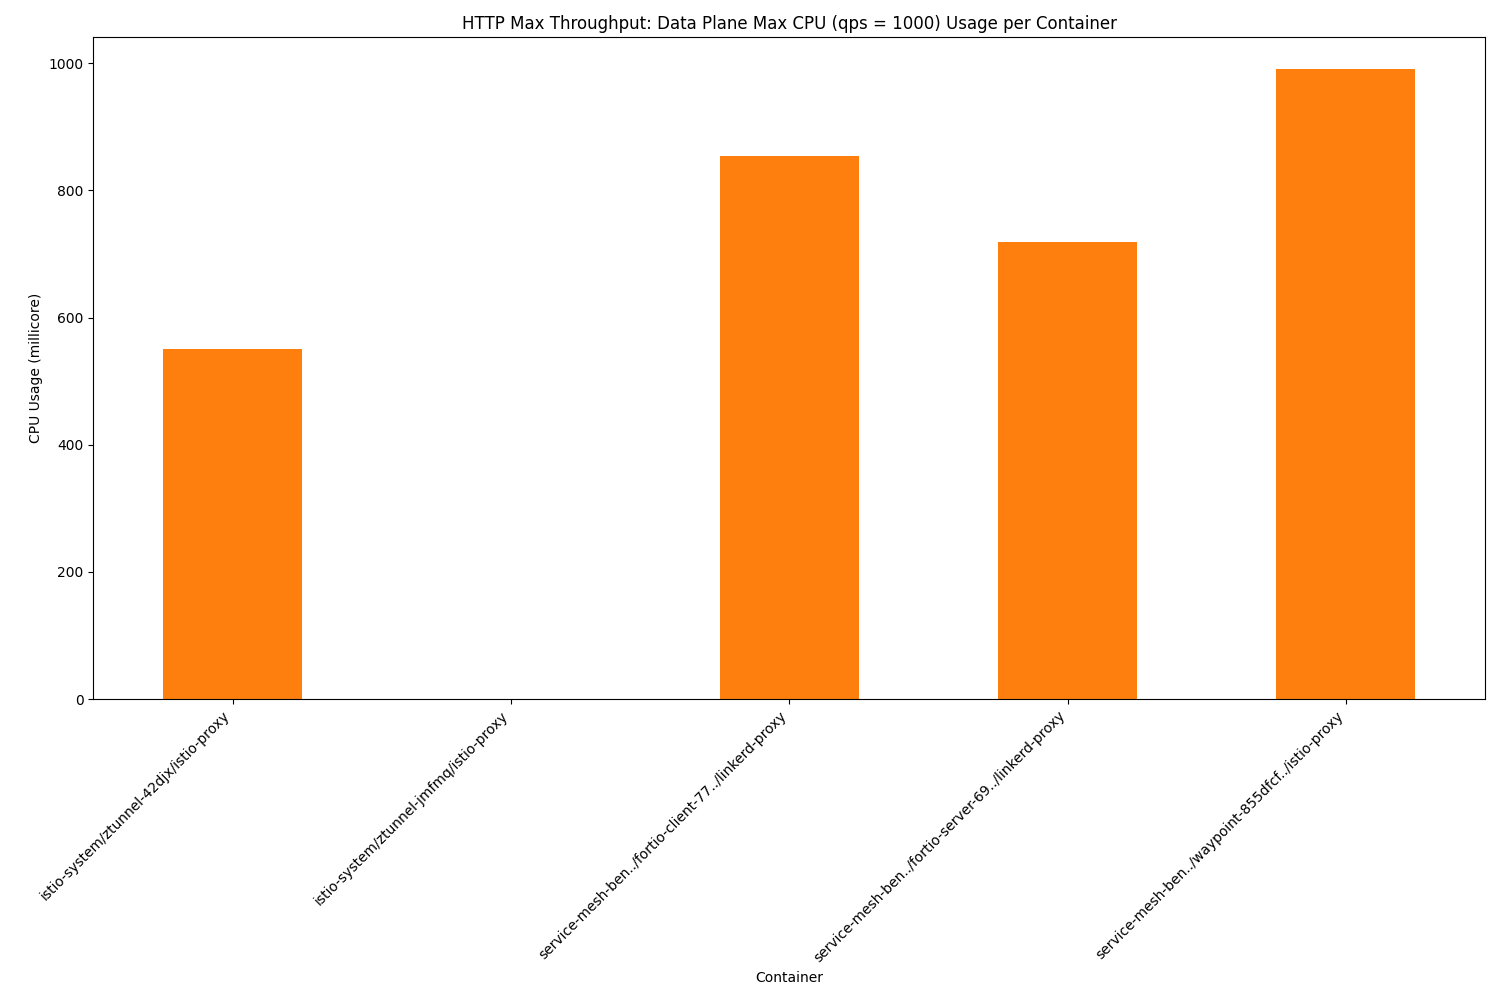 HTTP Max Throughput: Data Plane Max CPU (qps = 1000) Usage per Container
CPU Usage (millicore)
1000
800
600
400
200
0
istio-system/ztunnel-42djx/istio-proxy
istio-system/ztunnel-jmfmq/istio-proxy
service-mesh-ben../fortio-client-77../linkerd-proxy
service-mesh-ben../fortio-server-69../linkerd-proxy
service-mesh-ben../waypoint-855dfcf../istio-proxy
Container